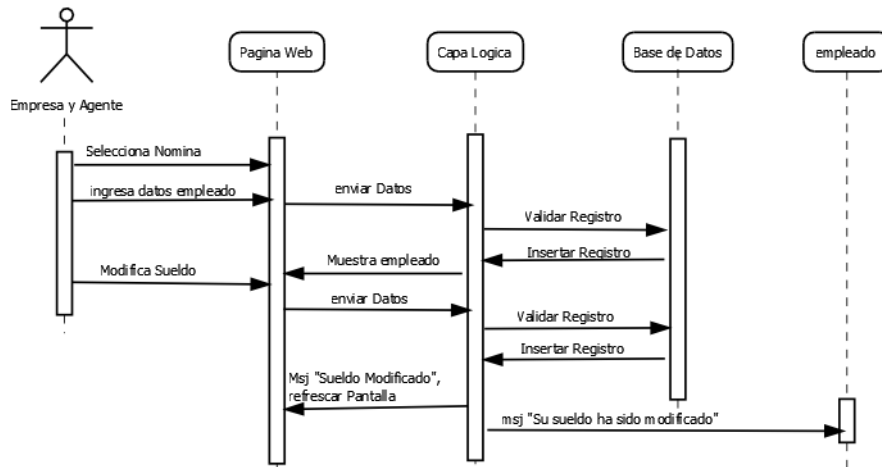 Pagina Web
Capa Logica
Base de Datos
empleado
Empresa y Agente
Selecciona Nomina
ingresa datos empleado
enviar Datos
Validar Registro
Insertar Registro
Muestra empleado
Modifica Sueldo
enviar Datos
Validar Registro
Insertar Registro
Msj "Sueldo Modificado",
refrescar Pantalla
msj "Su sueldo ha sido modificado"